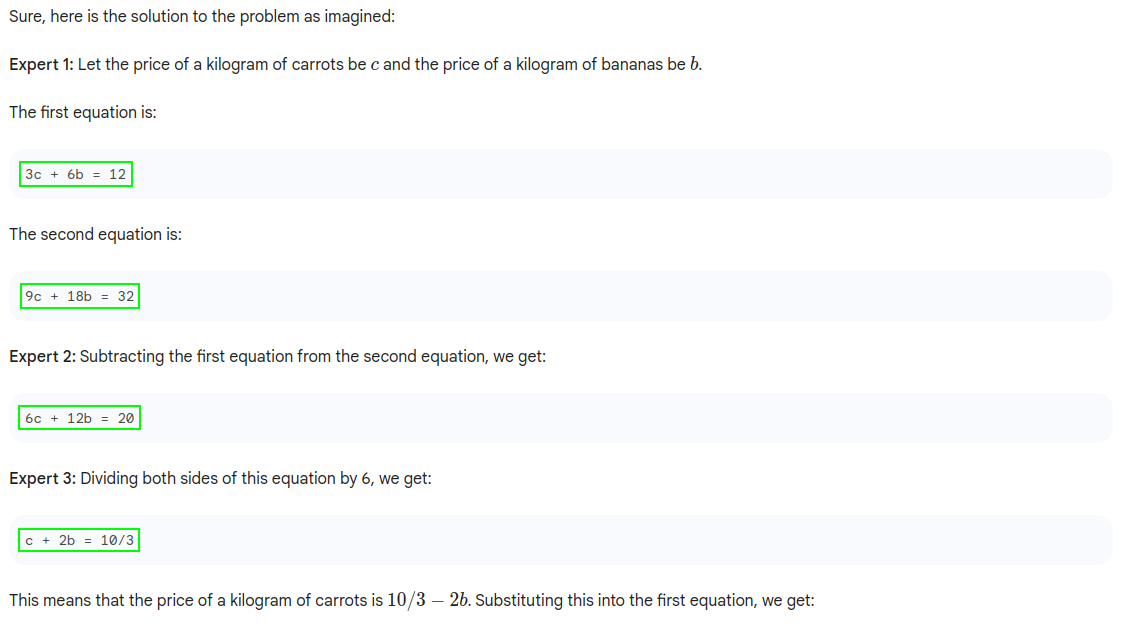 Sure, here is the solution to the problem as imagined:
Expert 1: Let the price of a kilogram of carrots be c and the price of a kilogram of bananas be b.
The first equation is:
3c + 6b = 12
The second equation is:
9c + 18b = 32
Expert 2: Subtracting the first equation from the second equation, we get:
6c + 12b = 20
Expert 3: Dividing both sides of this equation by 6, we get:
c + 2b = 10/3
This means that the price of a kilogram of carrots is 10/3 − 2b. Substituting this into the first equation, we get: